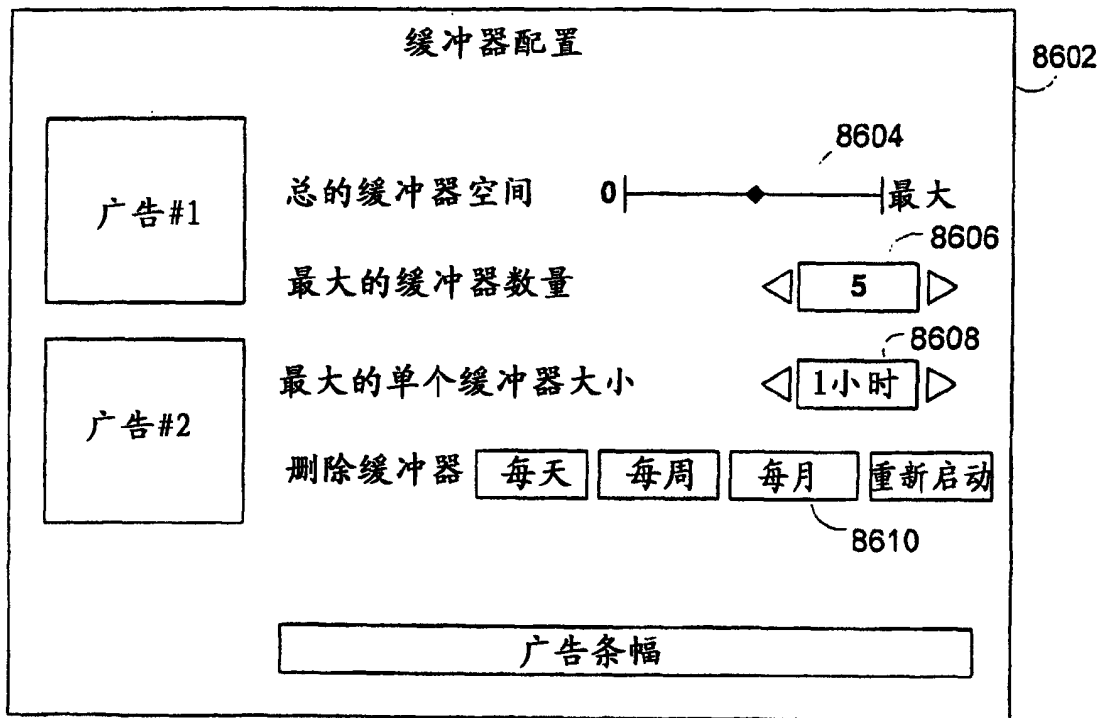 缓冲器配置
8602
8604
广告#1
总的缓冲器空间 0 最大
8606
最大的缓冲器数量 5
8608
广告#2
最大的单个缓冲器大小 1小时
删除缓冲器 每天 每周 每月 重新启动
8610
广告条幅